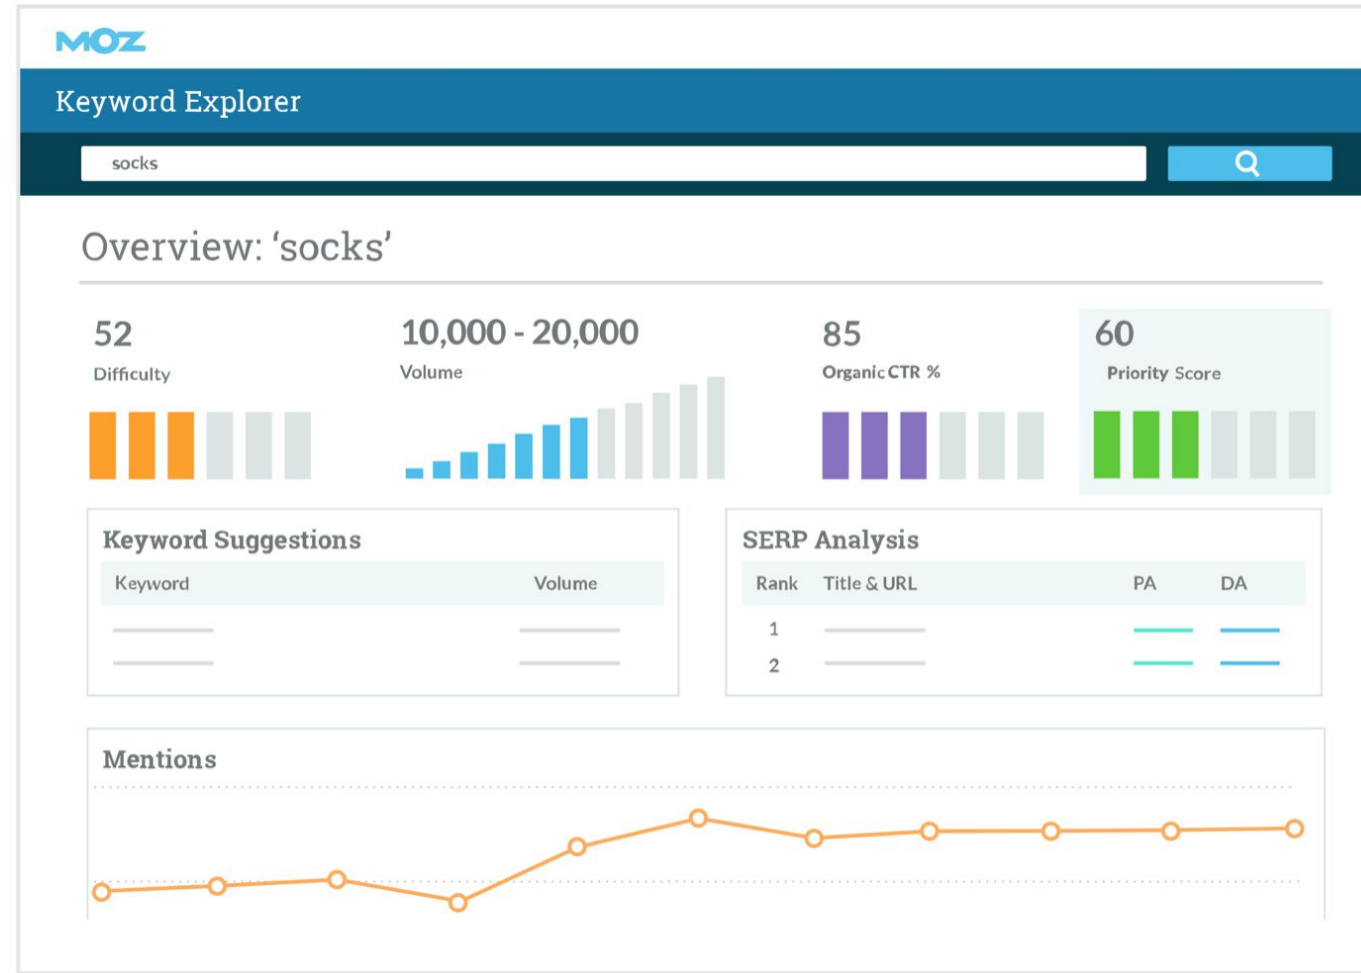 MOZ
Keyword Explorer
socks
Overview: ‘socks’
52
Difficulty
10,000 - 20,000
Volume
85
Organic CTR %
60
Priority Score
Keyword Suggestions
Keyword Volume
SERP Analysis
Rank Title & URL PA DA
1
2
Mentions